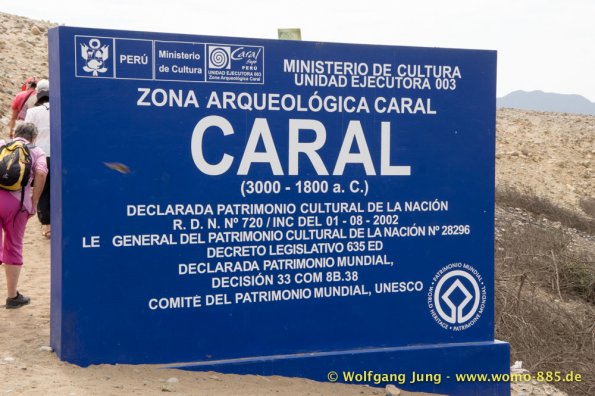 PERÚ
Ministerio
de Cultura
Caral
PERÚ
UNIDAD EJECUTORA 003
Zona Arqueológica Caral
MINISTERIO DE CULTURA
UNIDAD EJECUTORA 003
ZONA ARQUEOLÓGICA CARAL
CARAL
(3000 - 1800 a. C.)
DECLARADA PATRIMONIO CULTURAL DE LA NACIÓN
R. D. N. Nº 720 / INC DEL 01 - 08 - 2002
LE GENERAL DEL PATRIMONIO CULTURAL DE LA NACIÓN Nº 28296
DECRETO LEGISLATIVO 635 ED
DECLARADA PATRIMONIO MUNDIAL,
DECISIÓN 33 COM 8B.38
COMITÉ DEL PATRIMONIO MUNDIAL, UNESCO
PATRIMONIO MUNDIAL
WORLD HERITAGE
PATRIMOINE MONDIAL
© Wolfgang Jung - www.womo-885.de